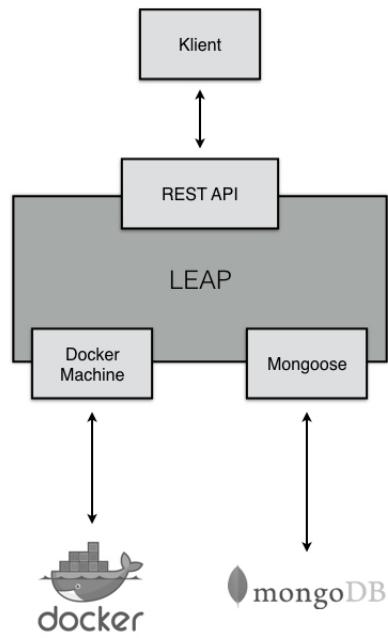 Klient
REST API
LEAP
Docker
Machine
Mongoose
docker
mongoDB